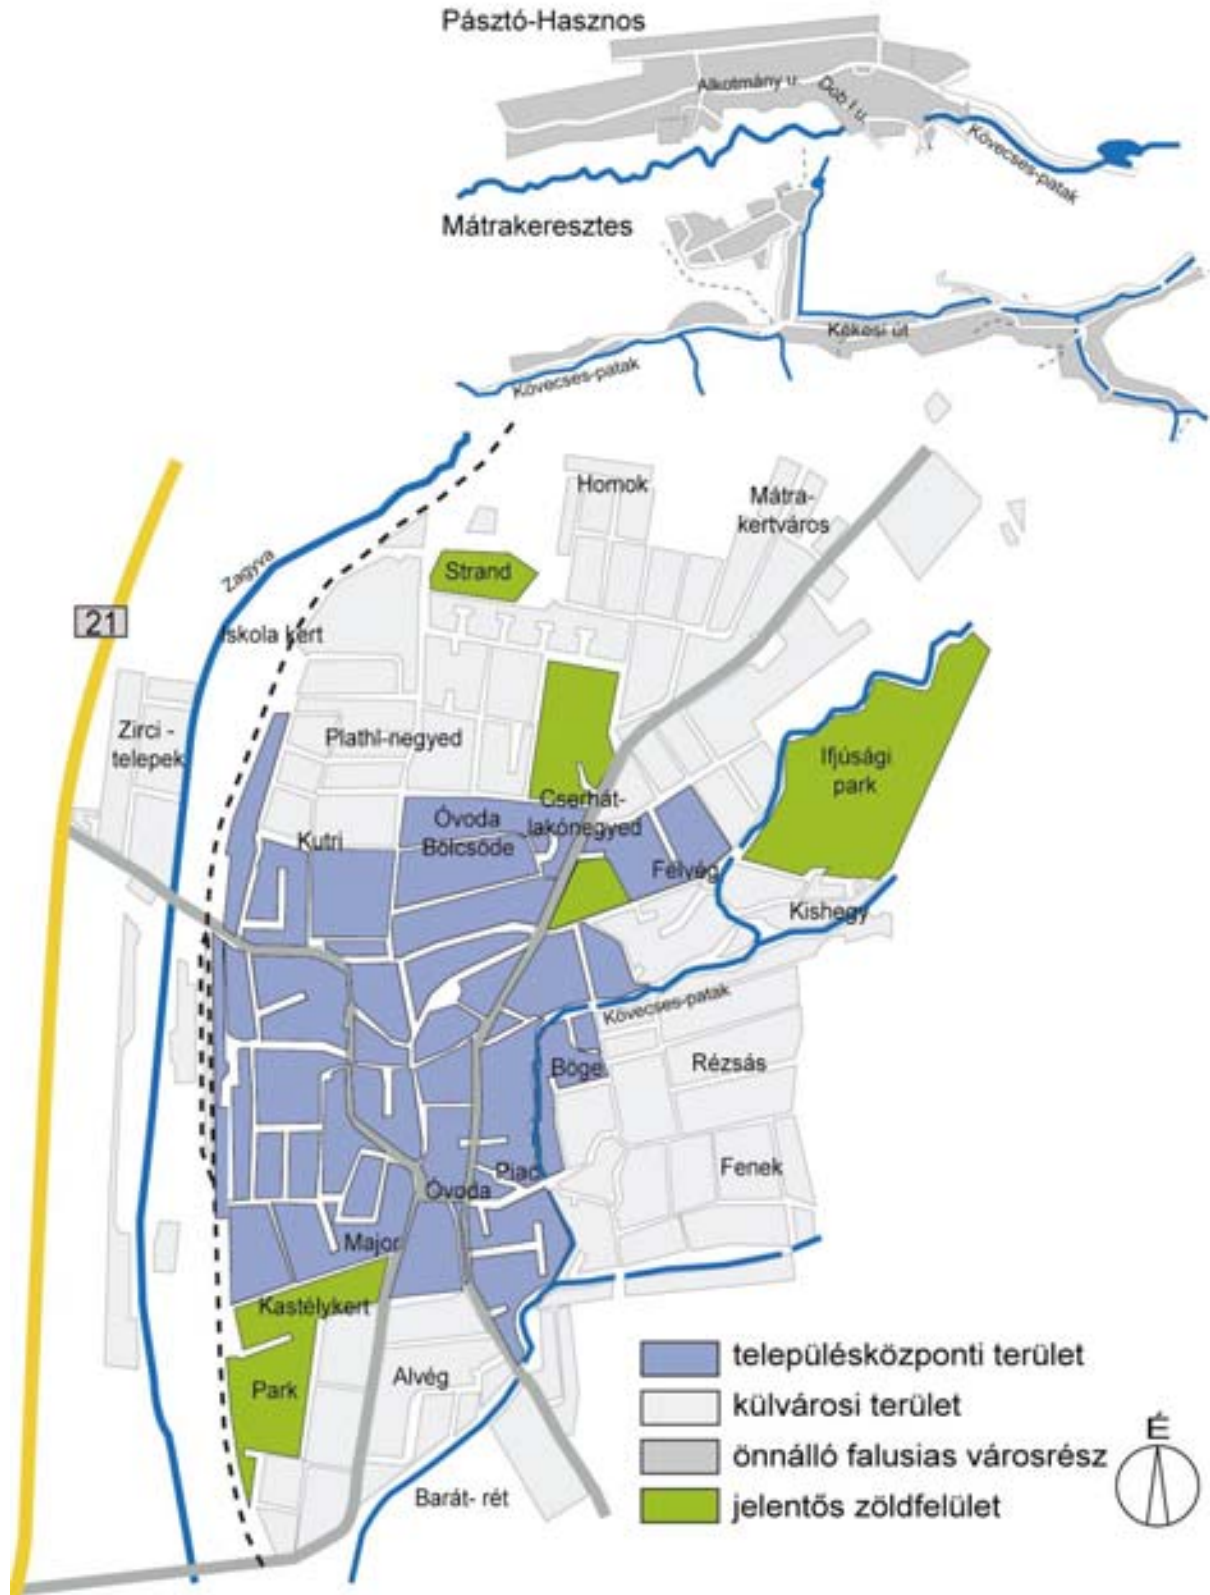 Pásztó-Hasznos
Alkotmány u.
Dob I u.
Kövecses-patak
Mátrakeresztes
Kékesi út
Kövecses-patak
Homok
Mátra-
kertváros
Strand
Zagyva
21
Iskola kert
Zirci -
telepek
Plathl-negyed
Ifjúsági
park
Cserhát-
lakónegyed
Óvoda
Bölcsőde
Kutri
Felvég
Kishegy
Kövecses-patak
Böge
Rézsás
Fenek
Piac
Óvoda
Major
Kastélykert
Park
Alvég
Barát- rét
településközponti terület
külvárosi terület
önnálló falusias városrész
jelentős zöldfelület
É